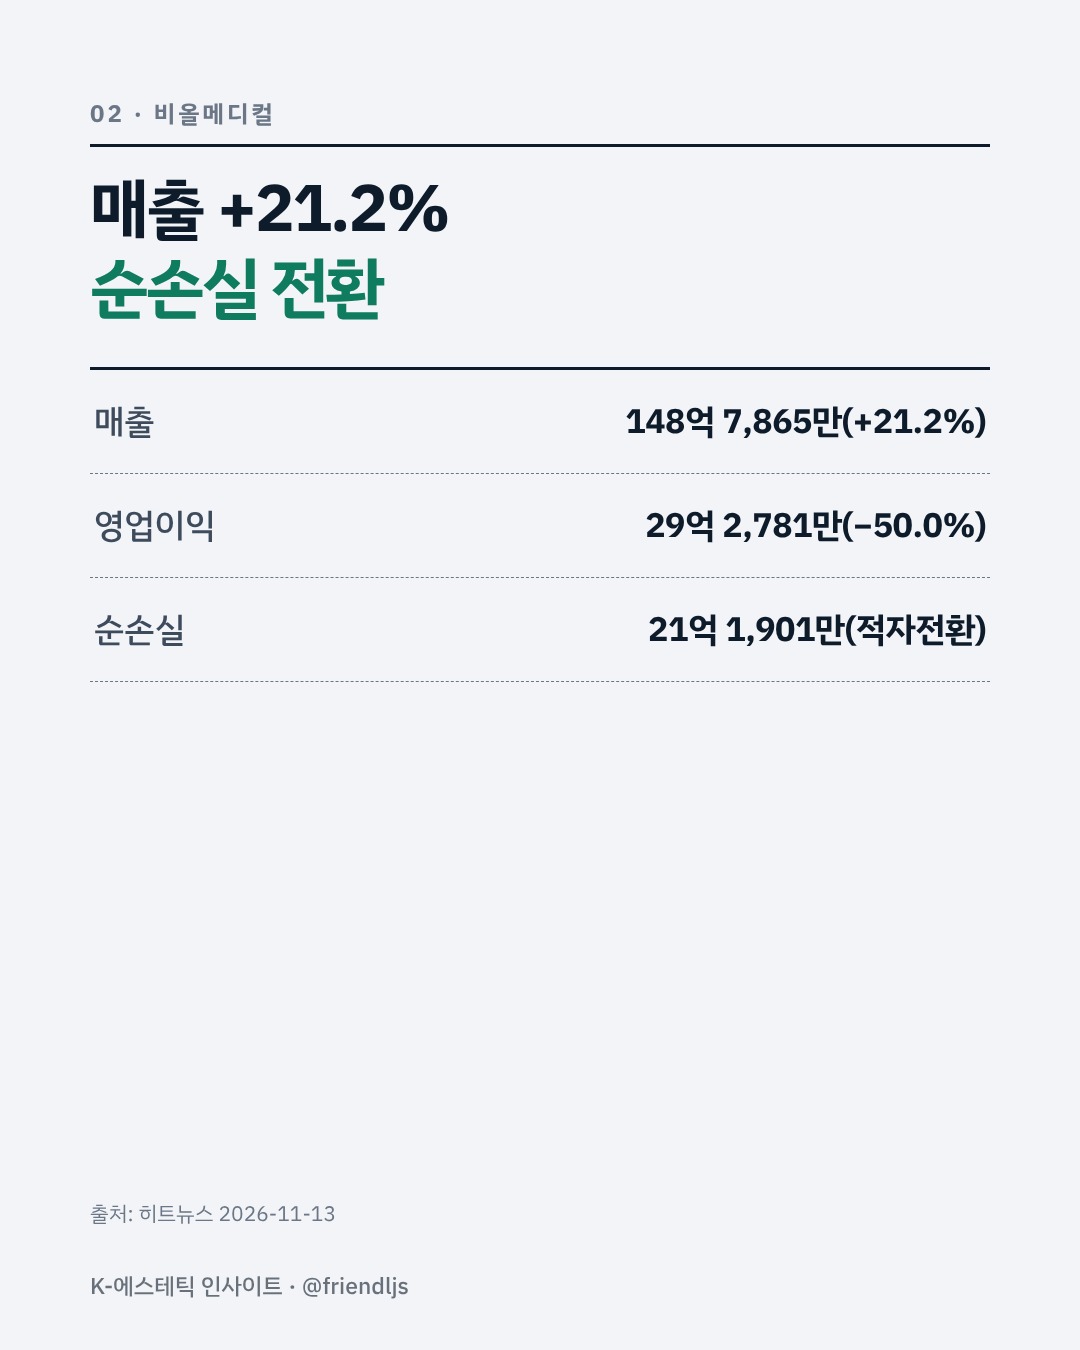 02 · 비올메디컬
매출 +21.2%
순손실 전환
매출 148억 7,865만(+21.2%)
영업이익 29억 2,781만(−50.0%)
순손실 21억 1,901만(적자전환)
출처: 히트뉴스 2026-11-13
K-에스테틱 인사이트 · @friendljs